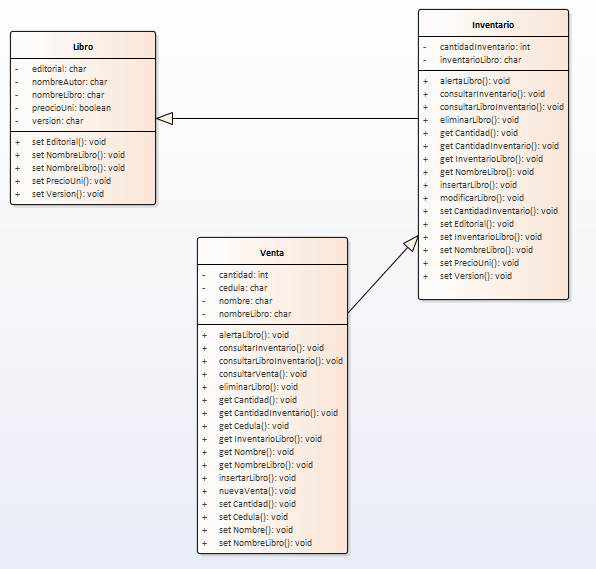 Libro
- editorial: char
- nombreAutor: char
- nombreLibro: char
- preocioUni: boolean
- version: char
+ set Editorial(): void
+ set NombreLibro(): void
+ set NombreLibro(): void
+ set PrecioUni(): void
+ set Version(): void
Inventario
- cantidadInventario: int
- inventarioLibro: char
+ alertaLibro(): void
+ consultarInventario(): void
+ consultarLibroInventario(): void
+ eliminarLibro(): void
+ get Cantidad(): void
+ get CantidadInventario(): void
+ get InventarioLibro(): void
+ get NombreLibro(): void
+ insertarLibro(): void
+ modificarLibro(): void
+ set CantidadInventario(): void
+ set Editorial(): void
+ set InventarioLibro(): void
+ set NombreLibro(): void
+ set PrecioUni(): void
+ set Version(): void
Venta
- cantidad: int
- cedula: char
- nombre: char
- nombreLibro: char
+ alertaLibro(): void
+ consultarInventario(): void
+ consultarLibroInventario(): void
+ consultarVenta(): void
+ eliminarLibro(): void
+ get Cantidad(): void
+ get CantidadInventario(): void
+ get Cedula(): void
+ get InventarioLibro(): void
+ get Nombre(): void
+ get NombreLibro(): void
+ insertarLibro(): void
+ nuevaVenta(): void
+ set Cantidad(): void
+ set Cedula(): void
+ set Nombre(): void
+ set NombreLibro(): void